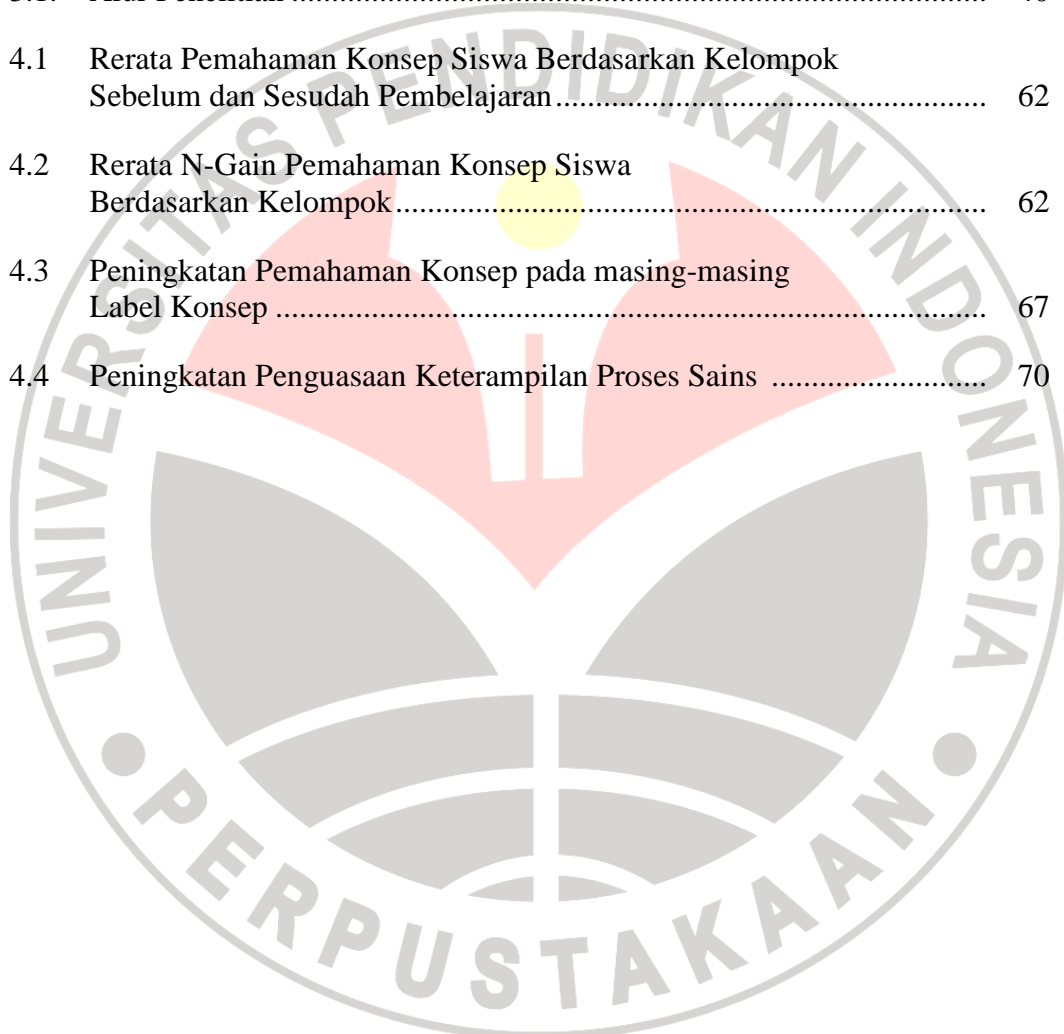 4.1 Rerata Pemahaman Konsep Siswa Berdasarkan Kelompok
Sebelum dan Sesudah Pembelajaran ...................................................... 62
4.2 Rerata N-Gain Pemahaman Konsep Siswa
Berdasarkan Kelompok .......................................................................... 62
4.3 Peningkatan Pemahaman Konsep pada masing-masing
Label Konsep ......................................................................................... 67
4.4 Peningkatan Penguasaan Keterampilan Proses Sains ........................... 70
UNIVERSITAS PENDIDIKAN INDONESIA
PERPUSTAKAAN